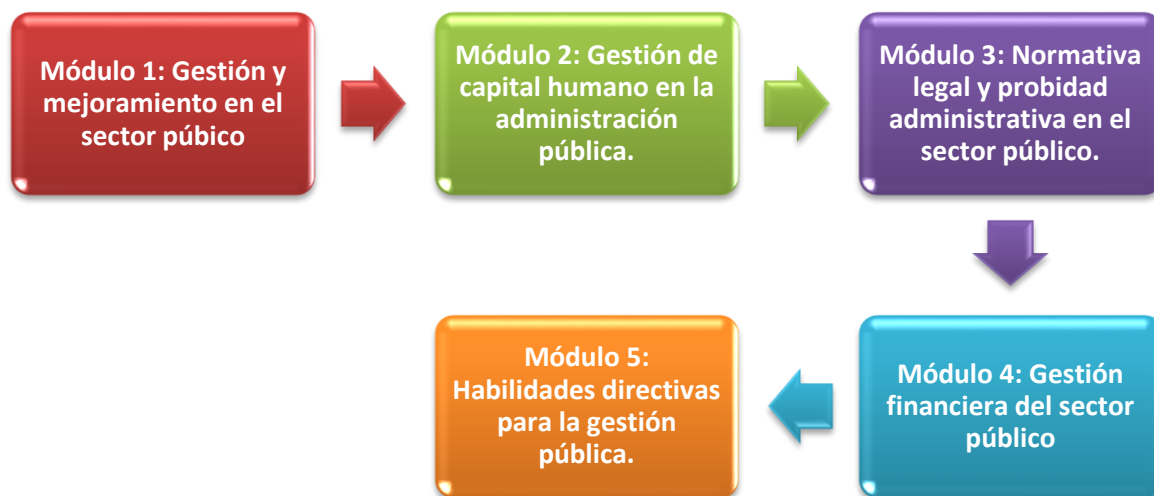 Módulo 1: Gestión y
mejoramiento en el
sector púbico
Módulo 2: Gestión de
capital humano en la
administración
pública.
Módulo 3: Normativa
legal y probidad
administrativa en el
sector público.
Módulo 4: Gestión
financiera del sector
público
Módulo 5:
Habilidades directivas
para la gestión
pública.